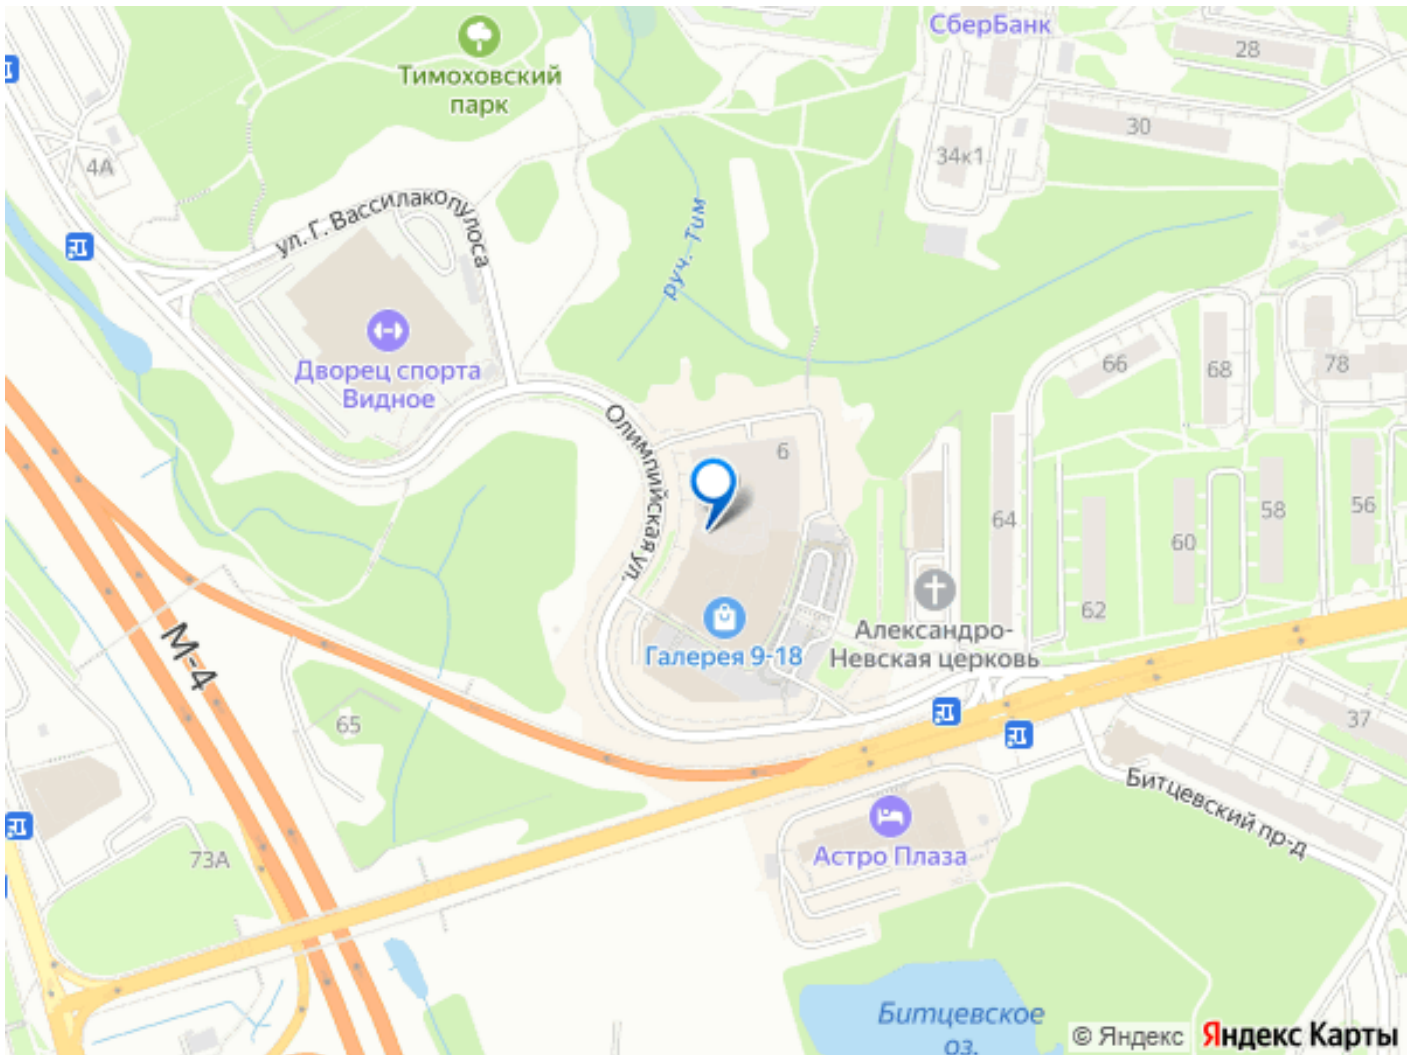 СберБанк
28
Тимоховский
парк
30
34к1
4А
ул. Г. Вассилакопулоса
руч. Тим
Дворец спорта
Видное
66
68
78
Олимпийская ул.
6
64
58
56
60
62
М-4
Александро-
Невская церковь
Галерея 9-18
65
37
Битцевский пр-д
Астро Плаза
73А
Битцевское
оз.
© Яндекс
Яндекс Карты